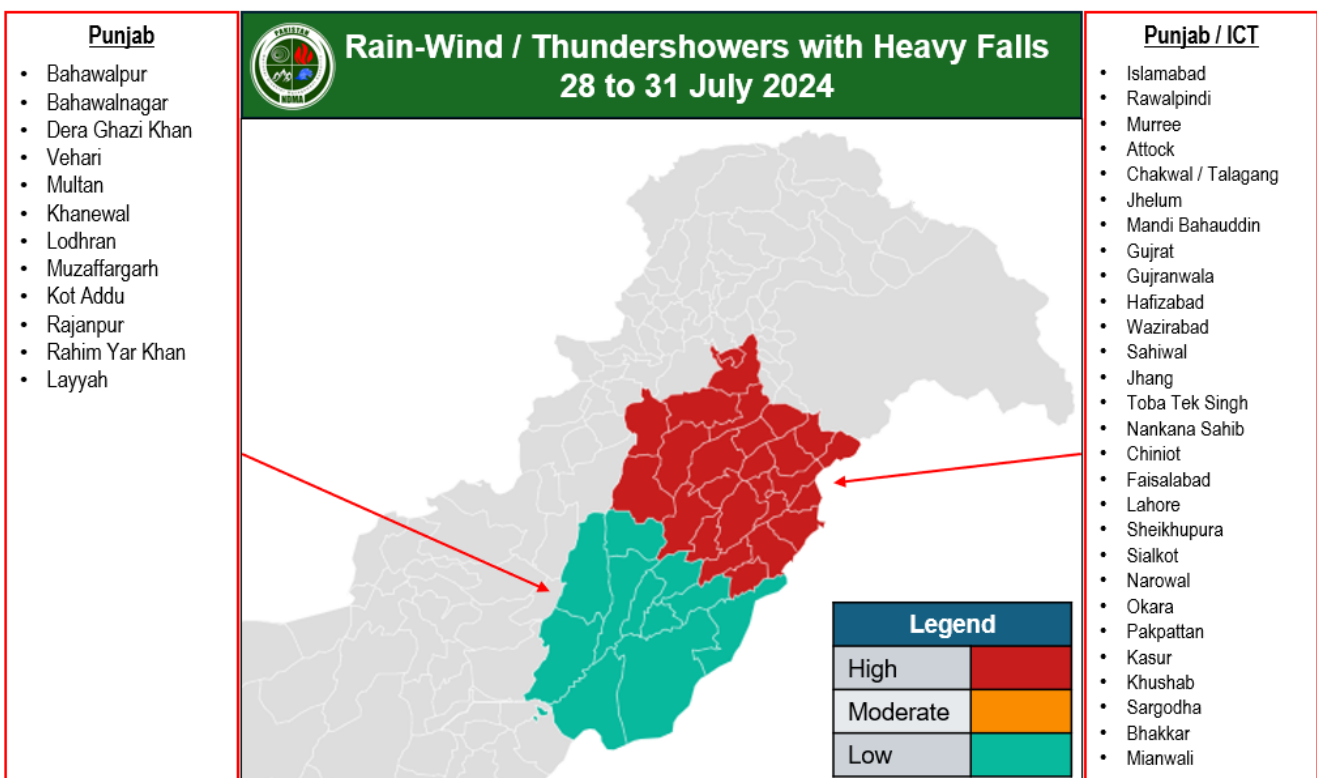 Punjab
• Bahawalpur
• Bahawalnagar
• Dera Ghazi Khan
• Vehari
• Multan
• Khanewal
• Lodhran
• Muzaffargarh
• Kot Addu
• Rajanpur
• Rahim Yar Khan
• Layyah
PAKISTAN
NDMA
Rain-Wind / Thundershowers with Heavy Falls
28 to 31 July 2024
Legend
High
Moderate
Low
Punjab / ICT
• Islamabad
• Rawalpindi
• Murree
• Attock
• Chakwal / Talagang
• Jhelum
• Mandi Bahauddin
• Gujrat
• Gujranwala
• Hafizabad
• Wazirabad
• Sahiwal
• Jhang
• Toba Tek Singh
• Nankana Sahib
• Chiniot
• Faisalabad
• Lahore
• Sheikhupura
• Sialkot
• Narowal
• Okara
• Pakpattan
• Kasur
• Khushab
• Sargodha
• Bhakkar
• Mianwali